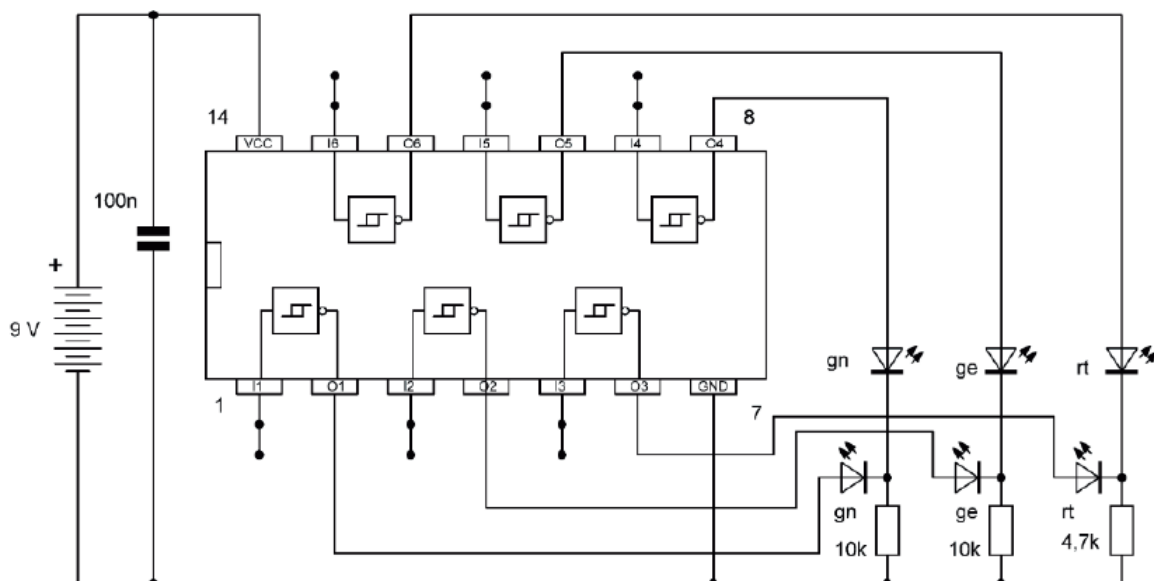 14
8
VCC
I6
O6
I5
O5
I4
O4
100n
+
9 V
I1
O1
I2
O2
I3
O3
GND
1
7
gn
ge
rt
gn
ge
rt
10k
10k
4,7k